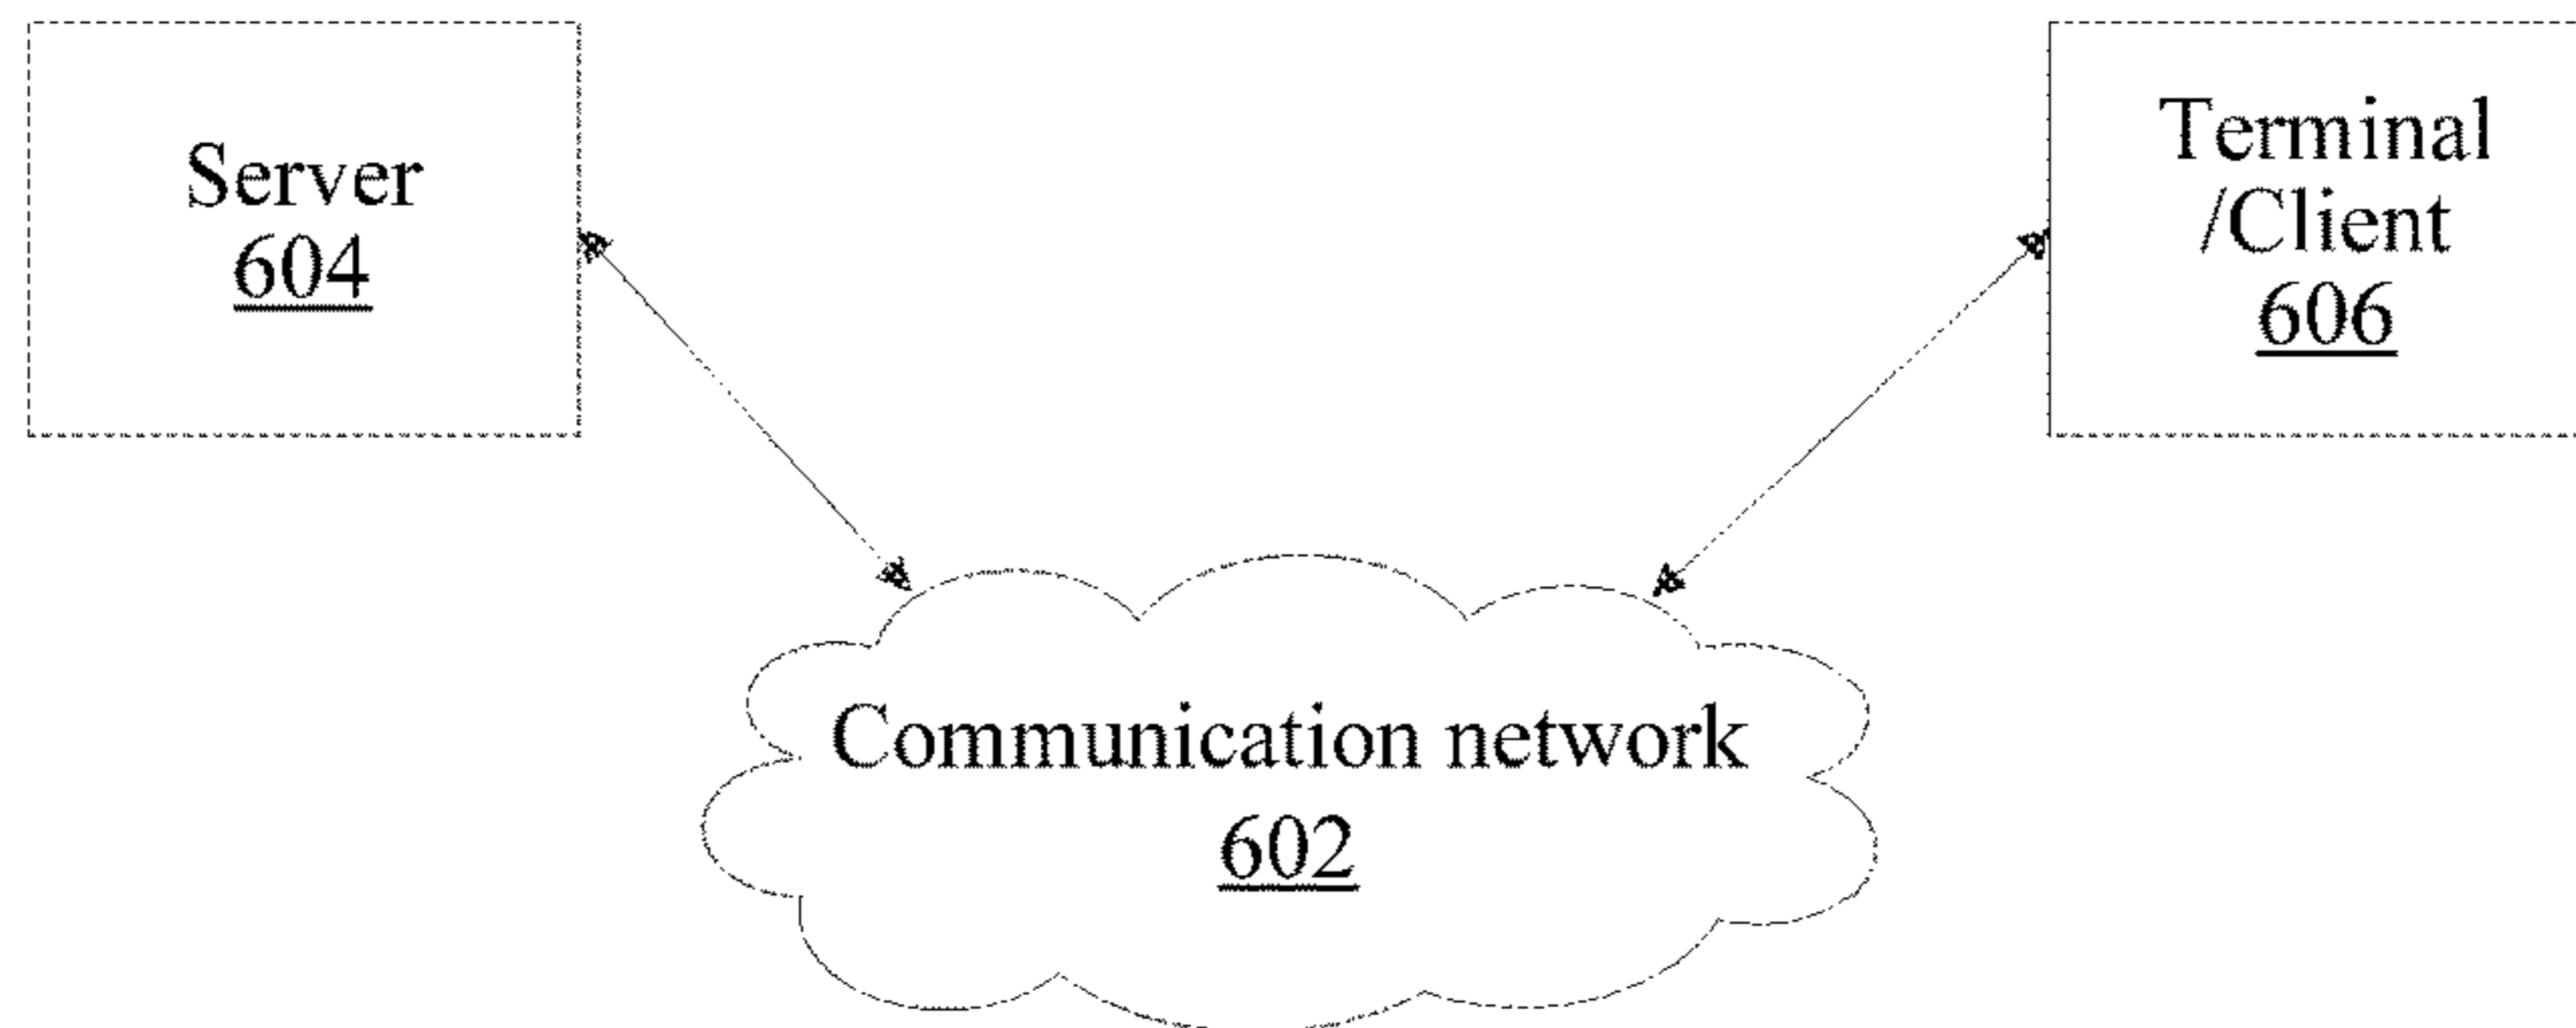 Server
604
Terminal
/Client
606
Communication network
602